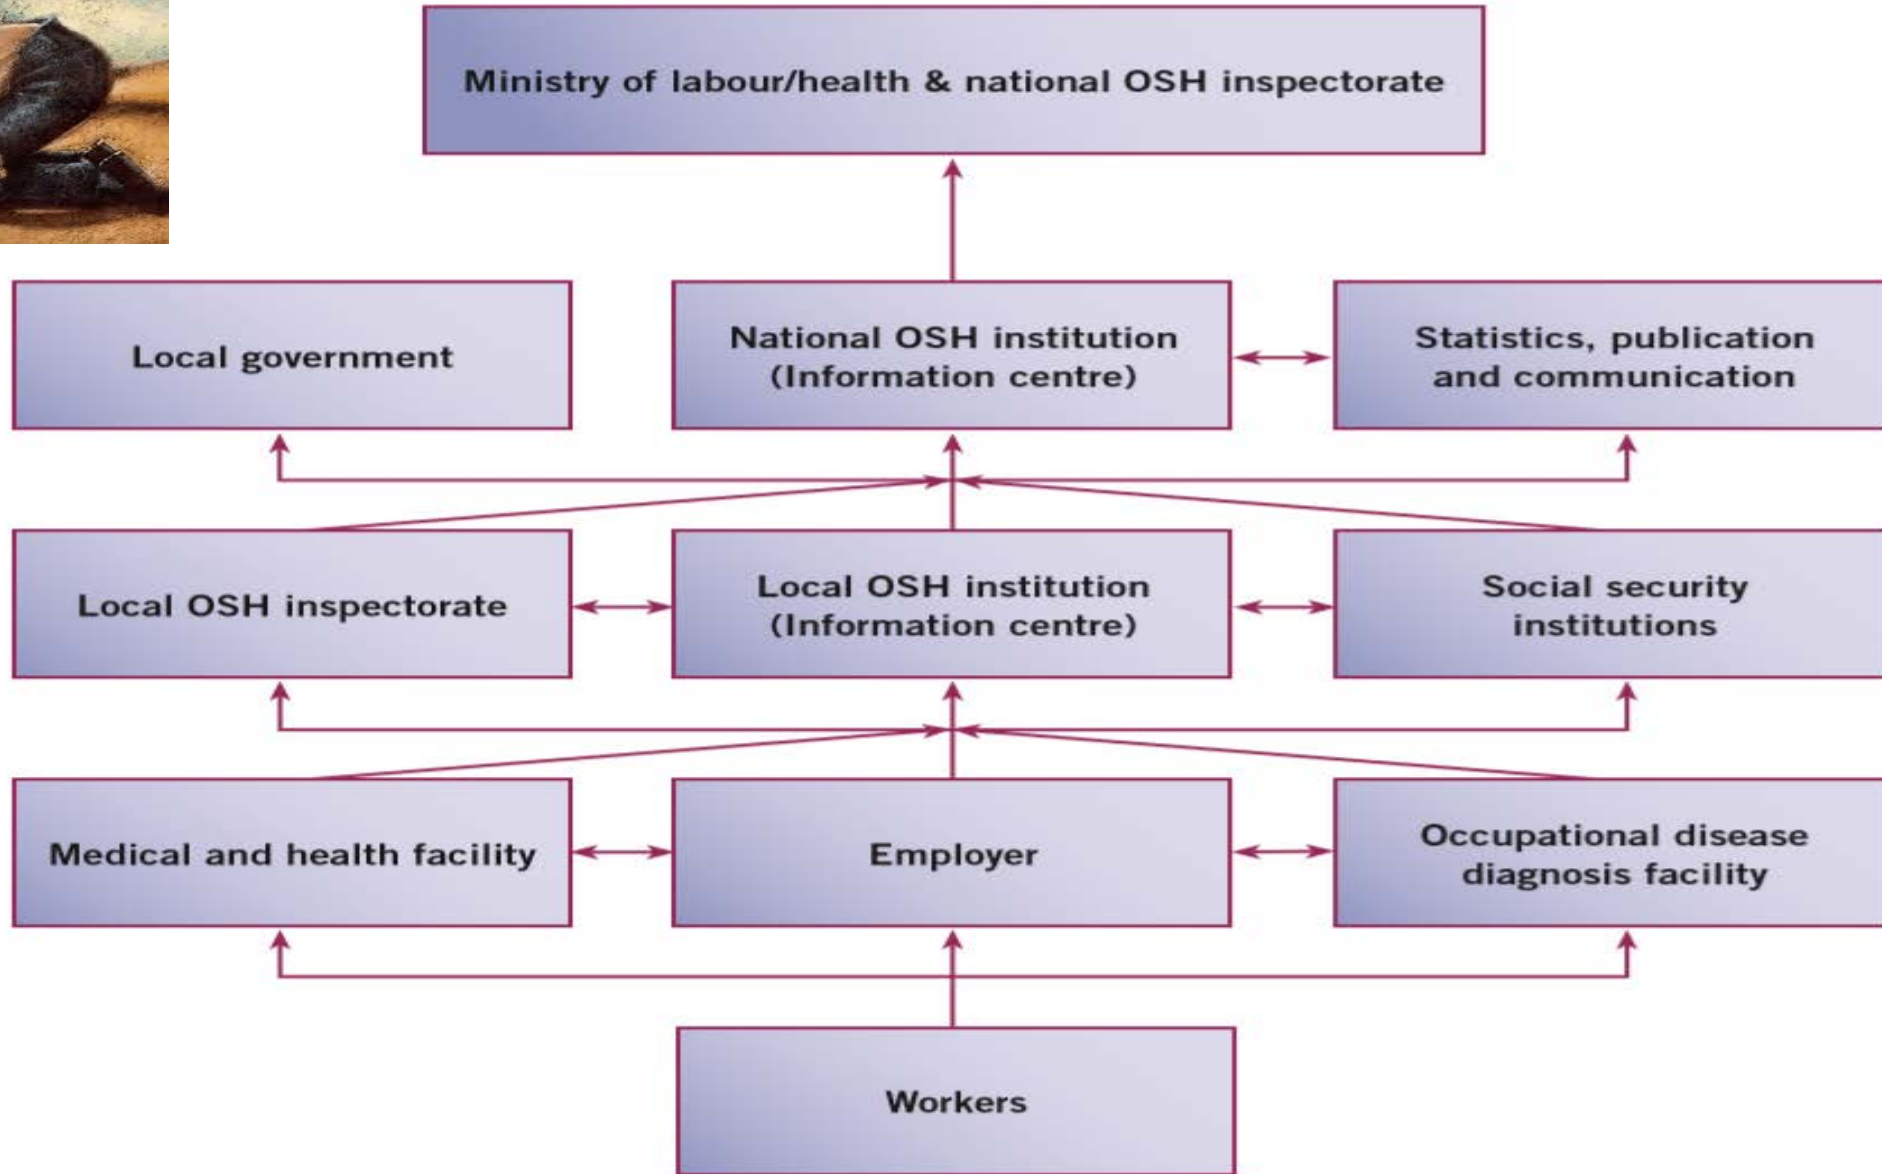 Ministry of labour/health & national OSH inspectorate
Local government
National OSH institution
(Information centre)
Statistics, publication
and communication
Local OSH inspectorate
Local OSH institution
(Information centre)
Social security
institutions
Medical and health facility
Employer
Occupational disease
diagnosis facility
Workers